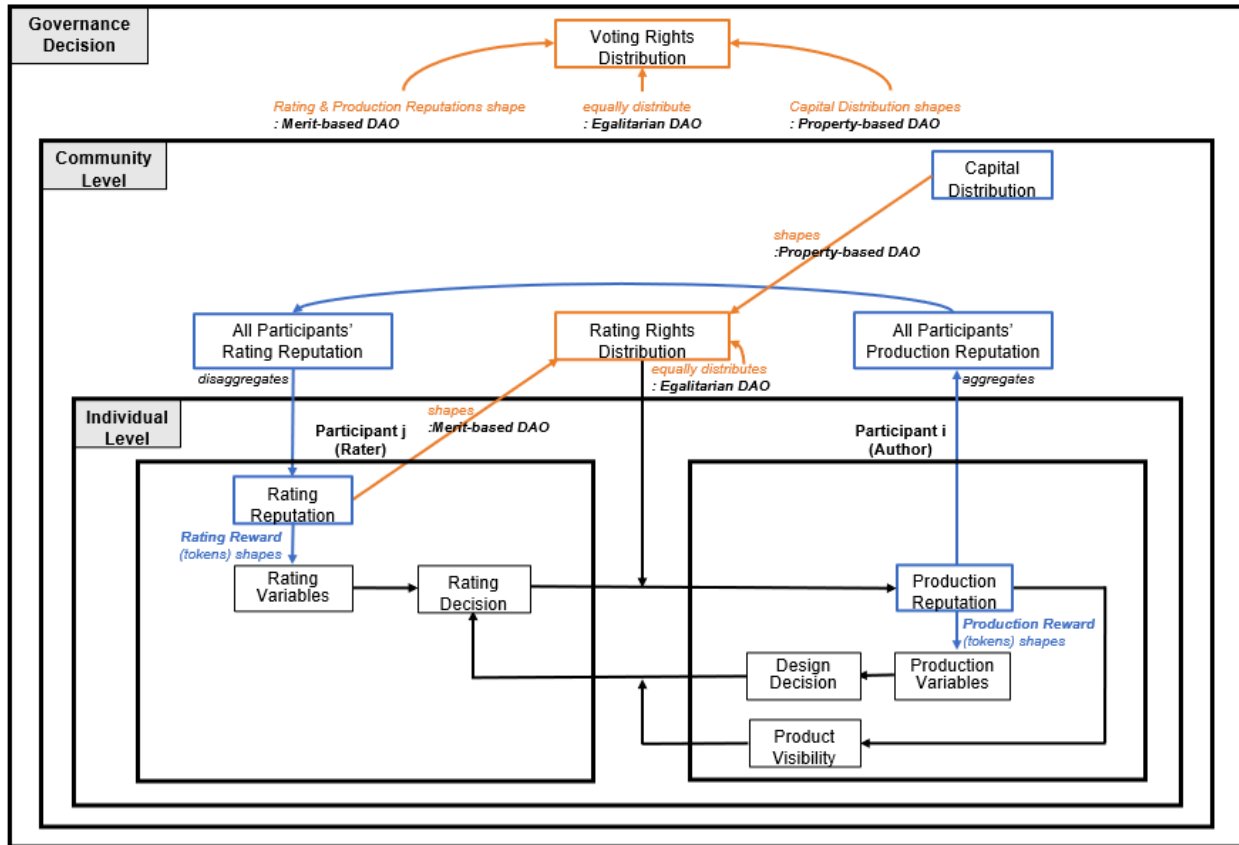 Governance
Decision
Voting Rights
Distribution
Rating & Production Reputations shape
: Merit-based DAO
equally distribute
: Egalitarian DAO
Capital Distribution shapes
: Property-based DAO
Community
Level
Capital
Distribution
shapes
:Property-based DAO
All Participants'
Rating Reputation
Rating Rights
Distribution
All Participants'
Production Reputation
disaggregates
equally distributes
: Egalitarian DAO
aggregates
Individual
Level
shapes
:Merit-based DAO
Participant j
(Rater)
Participant i
(Author)
Rating
Reputation
Rating Reward
(tokens) shapes
Rating
Variables
Rating
Decision
Production
Reputation
Production Reward
(tokens) shapes
Design
Decision
Production
Variables
Product
Visibility